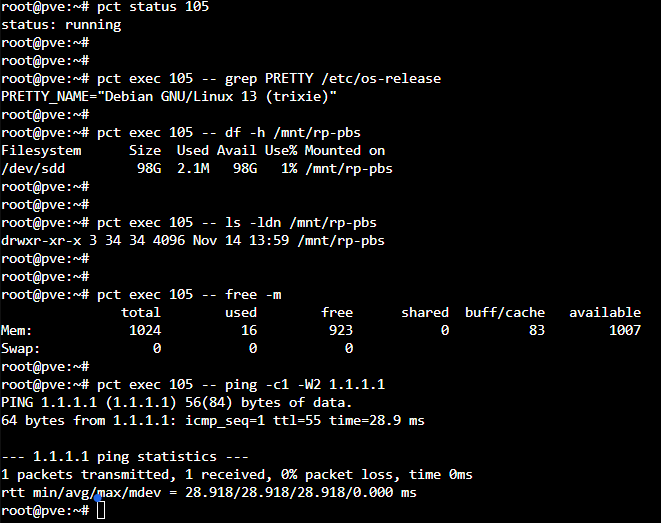 root@pve:~# pct status 105
status: running
root@pve:~#
root@pve:~#
root@pve:~# pct exec 105 -- grep PRETTY /etc/os-release
PRETTY_NAME="Debian GNU/Linux 13 (trixie)"
root@pve:~#
root@pve:~# pct exec 105 -- df -h /mnt/rp-pbs
Filesystem      Size  Used Avail Use% Mounted on
/dev/sdd         98G  2.1M   98G   1% /mnt/rp-pbs
root@pve:~#
root@pve:~#
root@pve:~# pct exec 105 -- ls -ldn /mnt/rp-pbs
drwxr-xr-x 3 34 34 4096 Nov 14 13:59 /mnt/rp-pbs
root@pve:~#
root@pve:~#
root@pve:~# pct exec 105 -- free -m
               total        used        free      shared  buff/cache   available
Mem:            1024          16         923           0          83        1007
Swap:              0           0           0
root@pve:~#
root@pve:~# pct exec 105 -- ping -c1 -W2 1.1.1.1
PING 1.1.1.1 (1.1.1.1) 56(84) bytes of data.
64 bytes from 1.1.1.1: icmp_seq=1 ttl=55 time=28.9 ms

--- 1.1.1.1 ping statistics ---
1 packets transmitted, 1 received, 0% packet loss, time 0ms
rtt min/avg/max/mdev = 28.918/28.918/28.918/0.000 ms
root@pve:~#